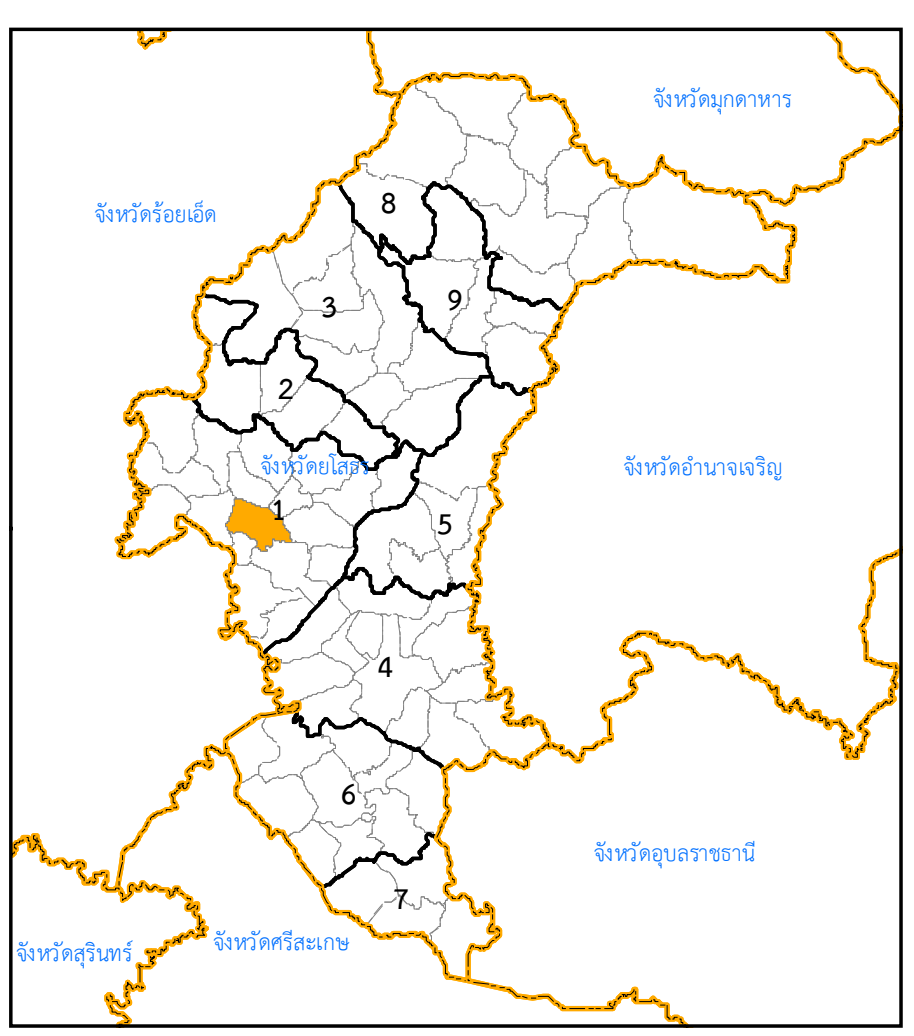 จังหวัดมุกดาหาร
8
จังหวัดร้อยเอ็ด
9
3
2
จังหวัดยโสธร
จังหวัดอำนาจเจริญ
1
5
4
6
จังหวัดอุบลราชธานี
7
จังหวัดศรีสะเกษ
จังหวัดสุรินทร์